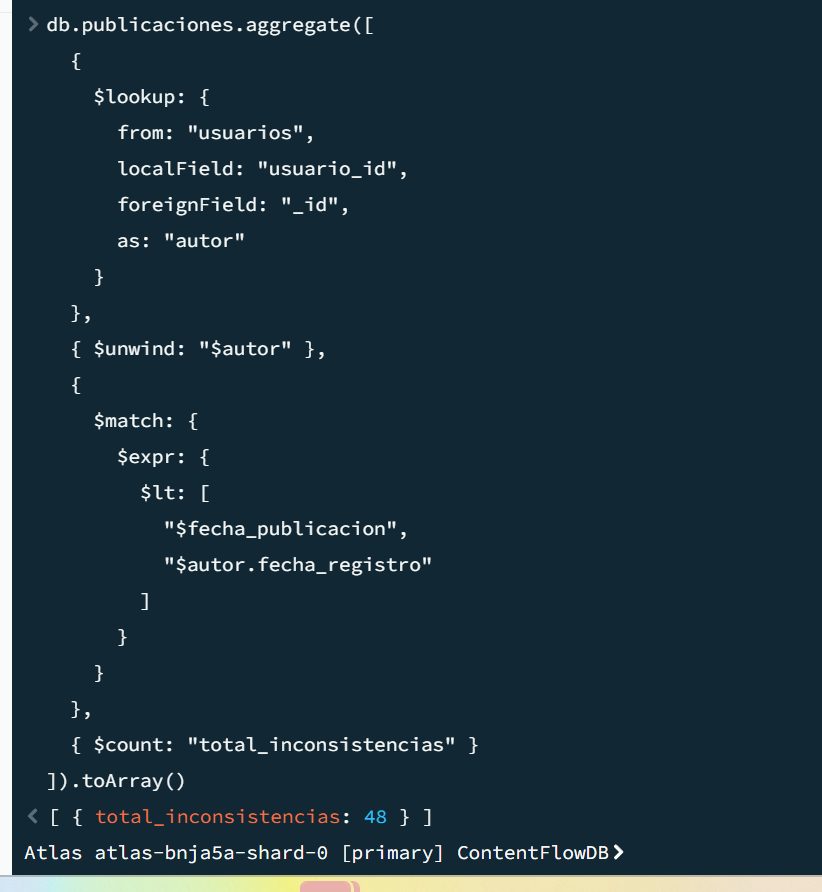 > db.publicaciones.aggregate([
{
$lookup: {
from: "usuarios",
localField: "usuario_id",
foreignField: "_id",
as: "autor"
}
},
{ $unwind: "$autor" },
{
$match: {
$expr: {
$lt: [
"$fecha_publicacion",
"$autor.fecha_registro"
]
}
}
},
{ $count: "total_inconsistencias" }
]).toArray()
< [ { total_inconsistencias: 48 } ]
Atlas atlas-bnja5a-shard-0 [primary] ContentFlowDB>